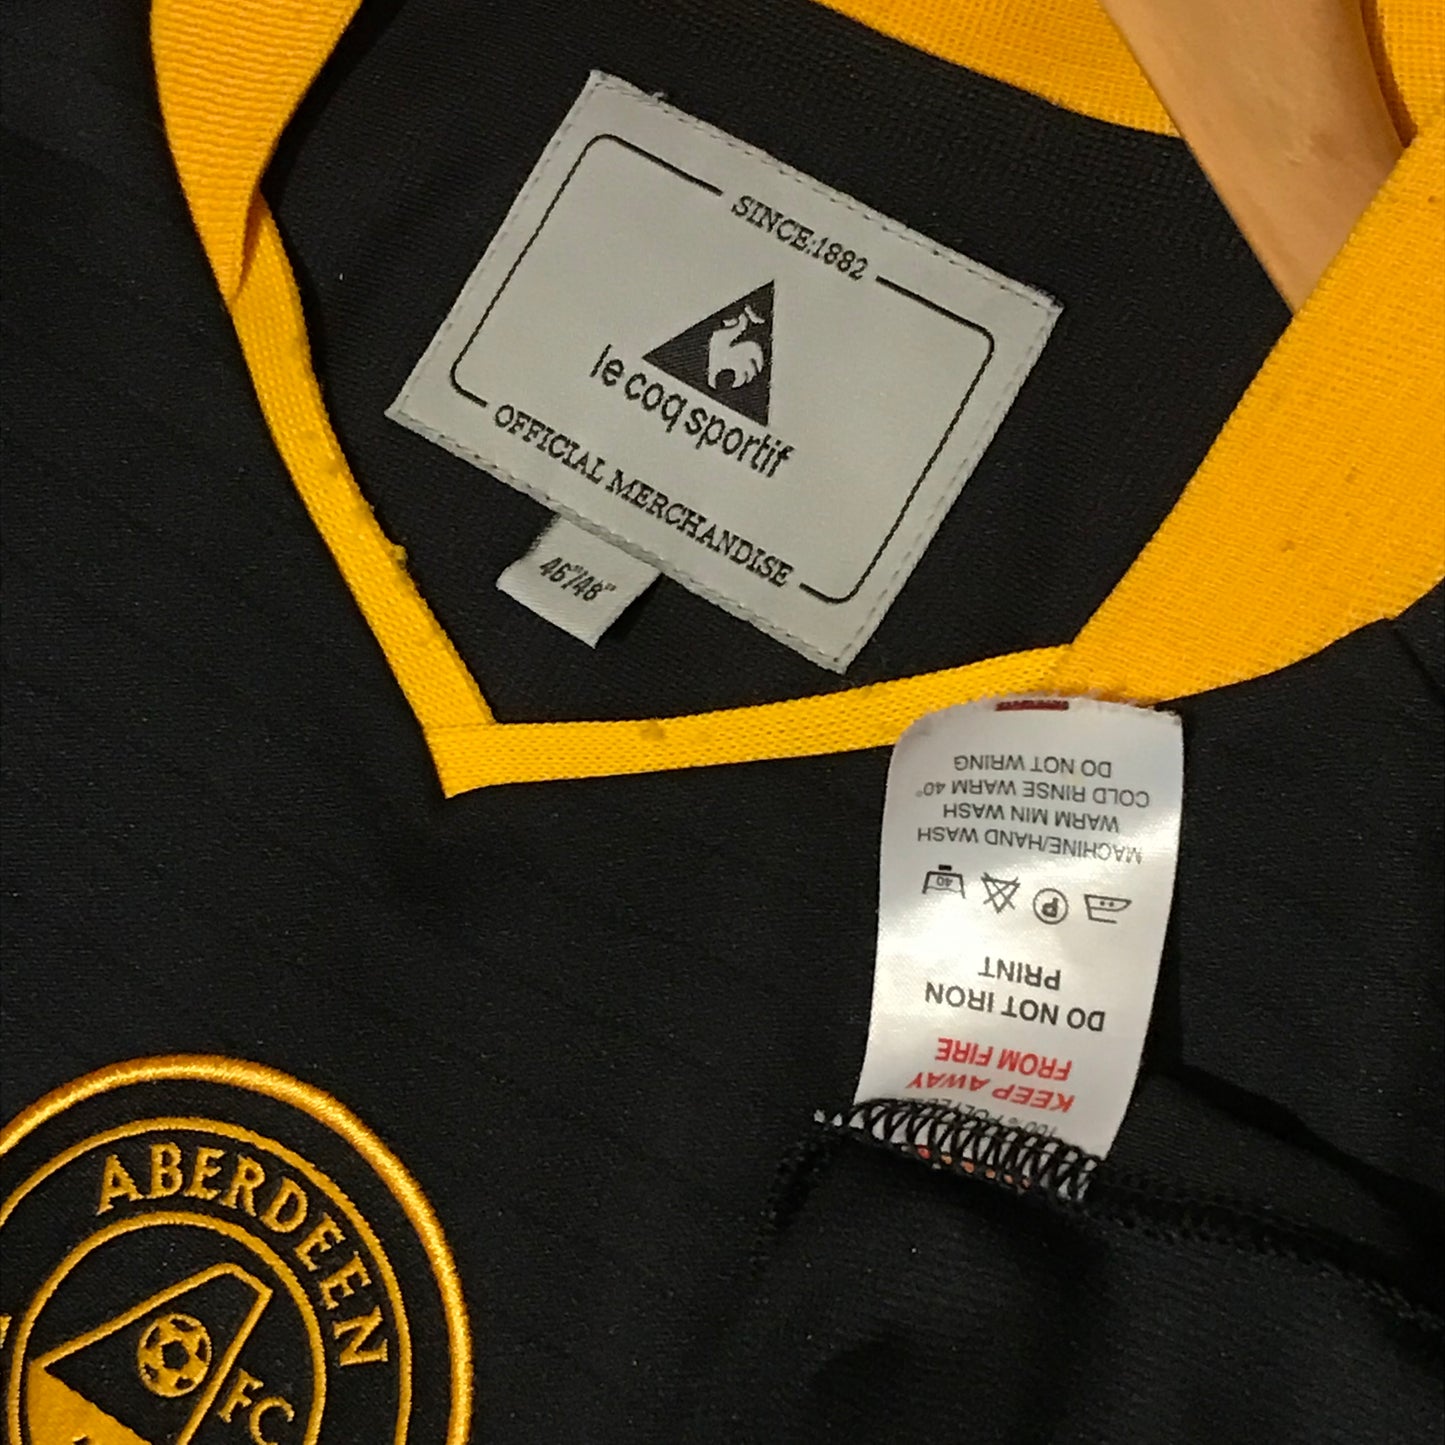 SINCE:1882
le coq sportif
OFFICIAL MERCHANDISE
46"/48"
DO NOT WRING
COLD RINSE WARM 40°
WARM MIN WASH
MACHINE/HAND WASH
40
P
DO NOT IRON
PRINT
KEEP AWAY
FROM FIRE
ABERDEEN
FC